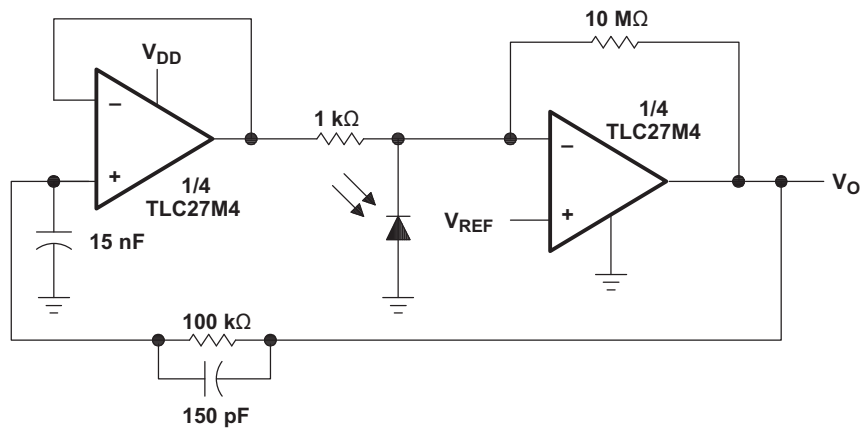 10 MΩ
V_DD
1/4
TLC27M4
1 kΩ
−
−
+
1/4
TLC27M4
V_O
15 nF
V_REF
+
100 kΩ
150 pF